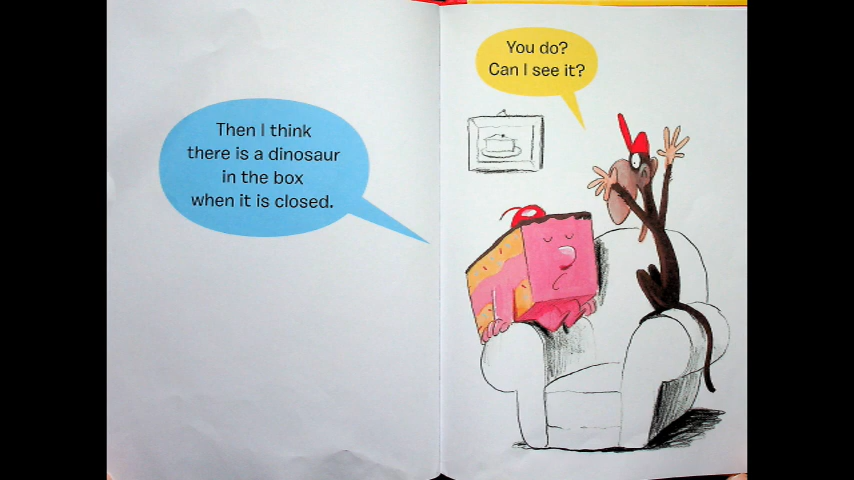 Then I think
there is a dinosaur
in the box
when it is closed.
You do?
Can I see it?